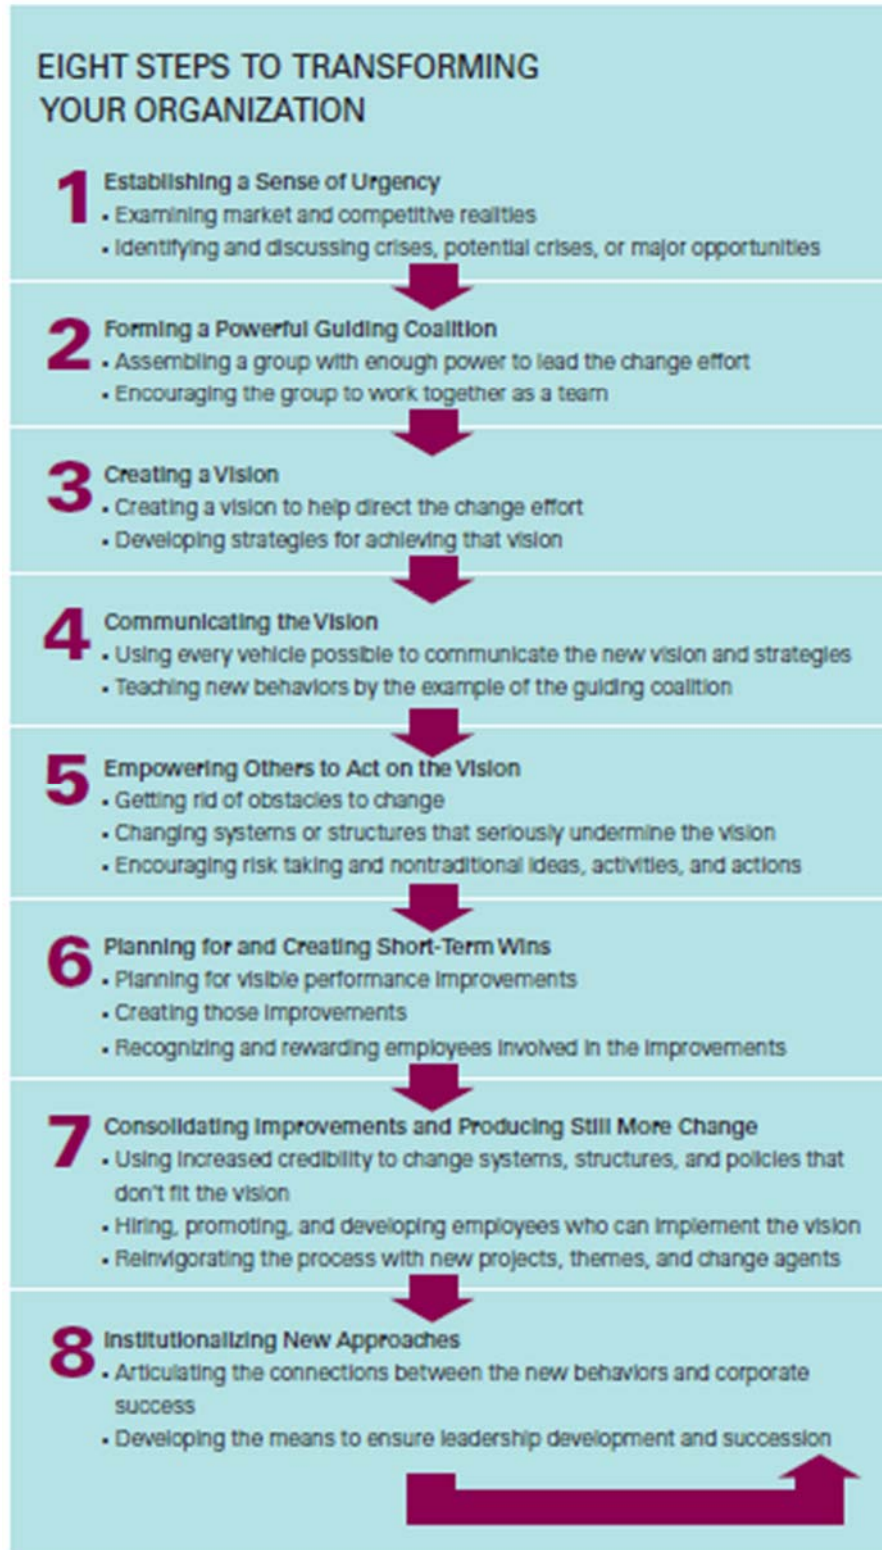 EIGHT STEPS TO TRANSFORMING
YOUR ORGANIZATION
1 Establishing a Sense of Urgency
• Examining market and competitive realities
• Identifying and discussing crises, potential crises, or major opportunities
2 Forming a Powerful Guiding Coalition
• Assembling a group with enough power to lead the change effort
• Encouraging the group to work together as a team
3 Creating a Vision
• Creating a vision to help direct the change effort
• Developing strategies for achieving that vision
4 Communicating the Vision
• Using every vehicle possible to communicate the new vision and strategies
• Teaching new behaviors by the example of the guiding coalition
5 Empowering Others to Act on the Vision
• Getting rid of obstacles to change
• Changing systems or structures that seriously undermine the vision
• Encouraging risk taking and nontraditional ideas, activities, and actions
6 Planning for and Creating Short-Term Wins
• Planning for visible performance improvements
• Creating those improvements
• Recognizing and rewarding employees involved in the improvements
7 Consolidating Improvements and Producing Still More Change
• Using increased credibility to change systems, structures, and policies that
don't fit the vision
• Hiring, promoting, and developing employees who can implement the vision
• Reinvigorating the process with new projects, themes, and change agents
8 Institutionalizing New Approaches
• Articulating the connections between the new behaviors and corporate
success
• Developing the means to ensure leadership development and succession